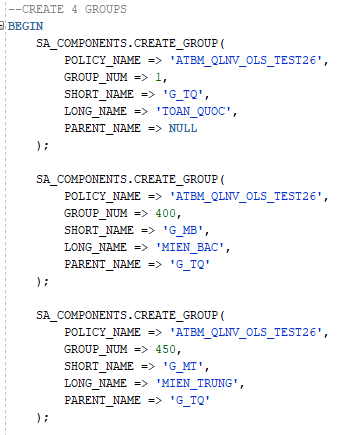 --CREATE 4 GROUPS
BEGIN
SA_COMPONENTS.CREATE_GROUP(
POLICY_NAME => 'ATBM_QLNV_OLS_TEST26',
GROUP_NUM => 1,
SHORT_NAME => 'G_TQ',
LONG_NAME => 'TOAN_QUOC',
PARENT_NAME => NULL
);
SA_COMPONENTS.CREATE_GROUP(
POLICY_NAME => 'ATBM_QLNV_OLS_TEST26',
GROUP_NUM => 400,
SHORT_NAME => 'G_MB',
LONG_NAME => 'MIEN_BAC',
PARENT_NAME => 'G_TQ'
);
SA_COMPONENTS.CREATE_GROUP(
POLICY_NAME => 'ATBM_QLNV_OLS_TEST26',
GROUP_NUM => 450,
SHORT_NAME => 'G_MT',
LONG_NAME => 'MIEN_TRUNG',
PARENT_NAME => 'G_TQ'
);